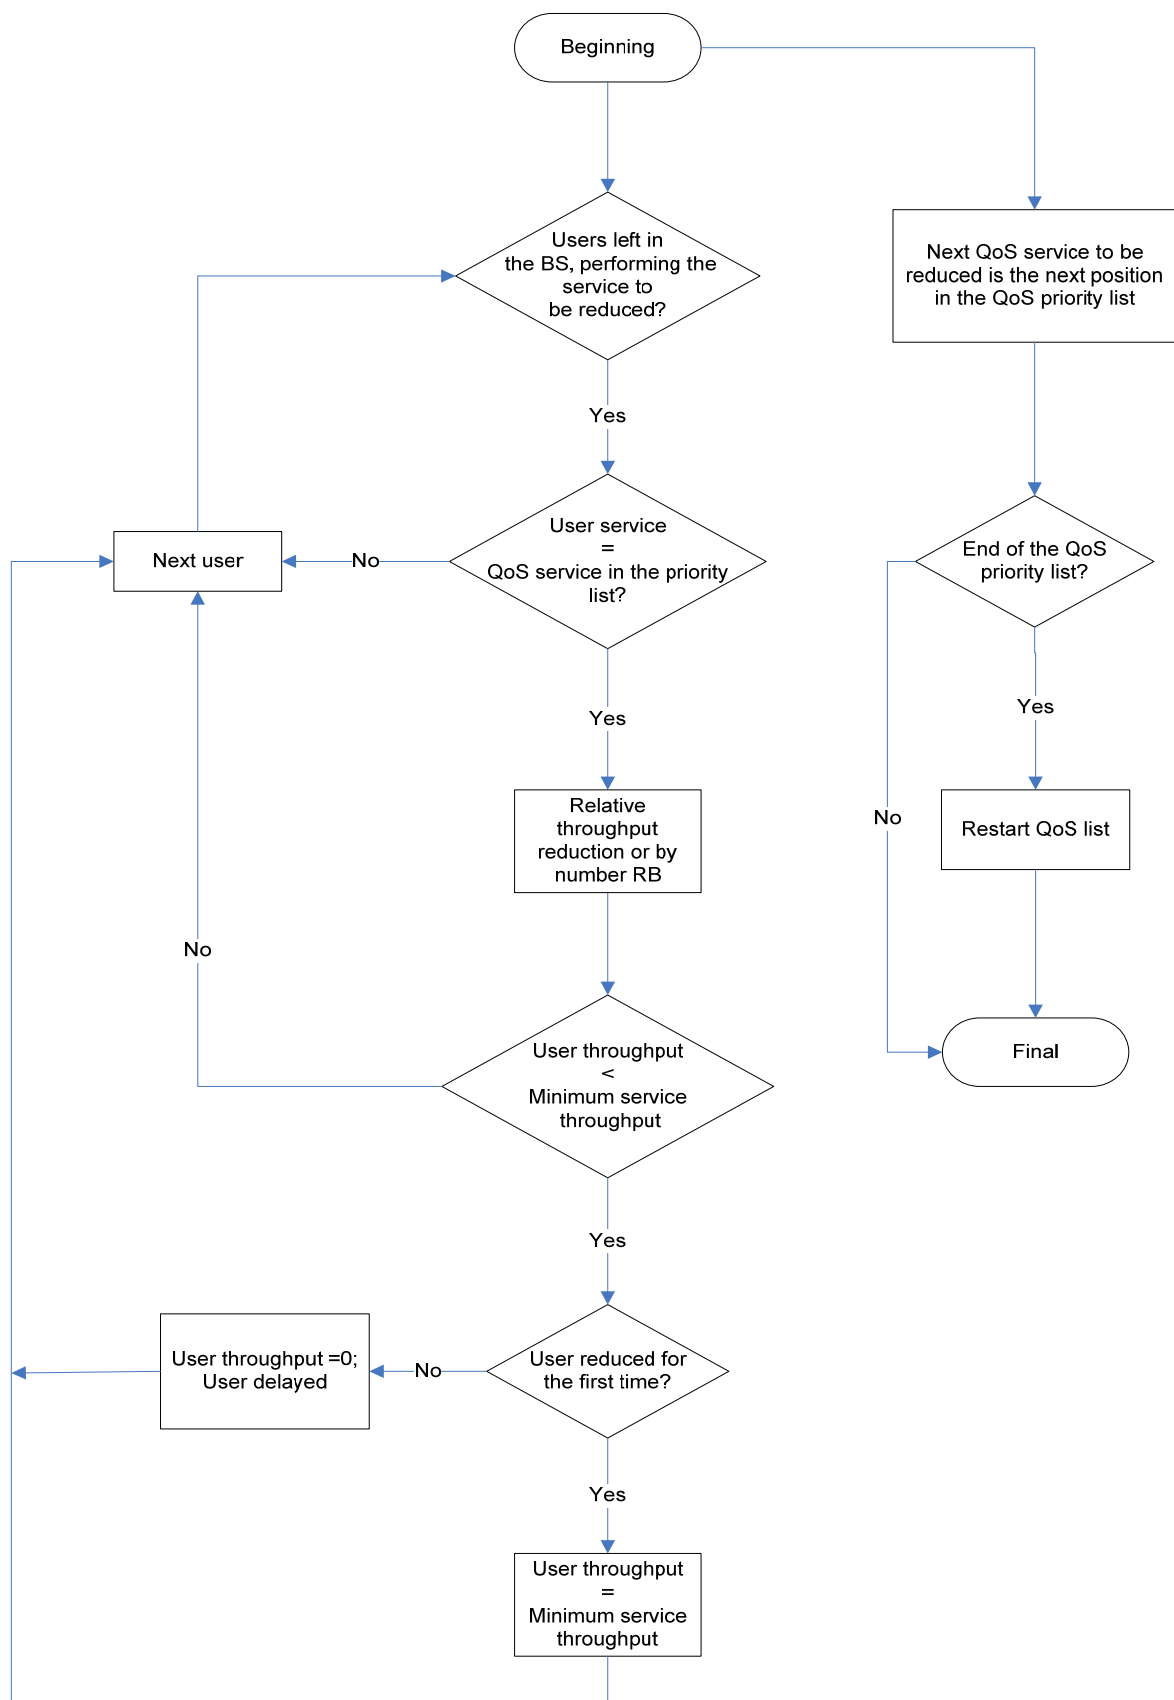 Beginning
Users left in
the BS, performing the
service to
be reduced?
Next QoS service to be
reduced is the next position
in the QoS priority list
Yes
User service
=
QoS service in the priority
list?
No
Next user
End of the QoS
priority list?
Yes
Yes
Relative
throughput
reduction or by
number RB
No
Restart QoS list
No
User throughput
<
Minimum service
throughput
Final
Yes
User throughput =0;
User delayed
No
User reduced for
the first time?
Yes
User throughput
=
Minimum service
throughput